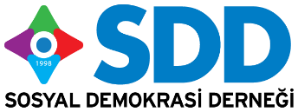 SDD
1998
SOSYAL DEMOKRASİ DERNEĞİ